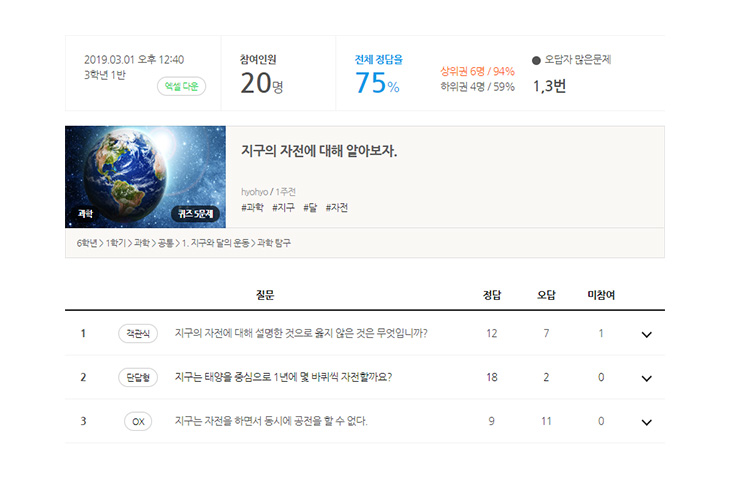 2019.03.01 오후 12:40
3학년 1반
엑셀 다운
참여인원
20명
전체 정답율
75%
상위권 6명 / 94%
하위권 4명 / 59%
오답자 많은문제
1,3번
과학
퀴즈 5문제
지구의 자전에 대해 알아보자.
hyohyo / 1주전
#과학 #지구 #달 #자전
6학년 > 1학기 > 과학 > 공통 > 1. 지구와 달의 운동 > 과학 탐구
질문 정답 오답 미참여
1 객관식 지구의 자전에 대해 설명한 것으로 옳지 않은 것은 무엇입니까? 12 7 1
2 단답형 지구는 태양을 중심으로 1년에 몇 바퀴씩 자전할까요? 18 2 0
3 OX 지구는 자전을 하면서 동시에 공전을 할 수 없다. 9 11 0